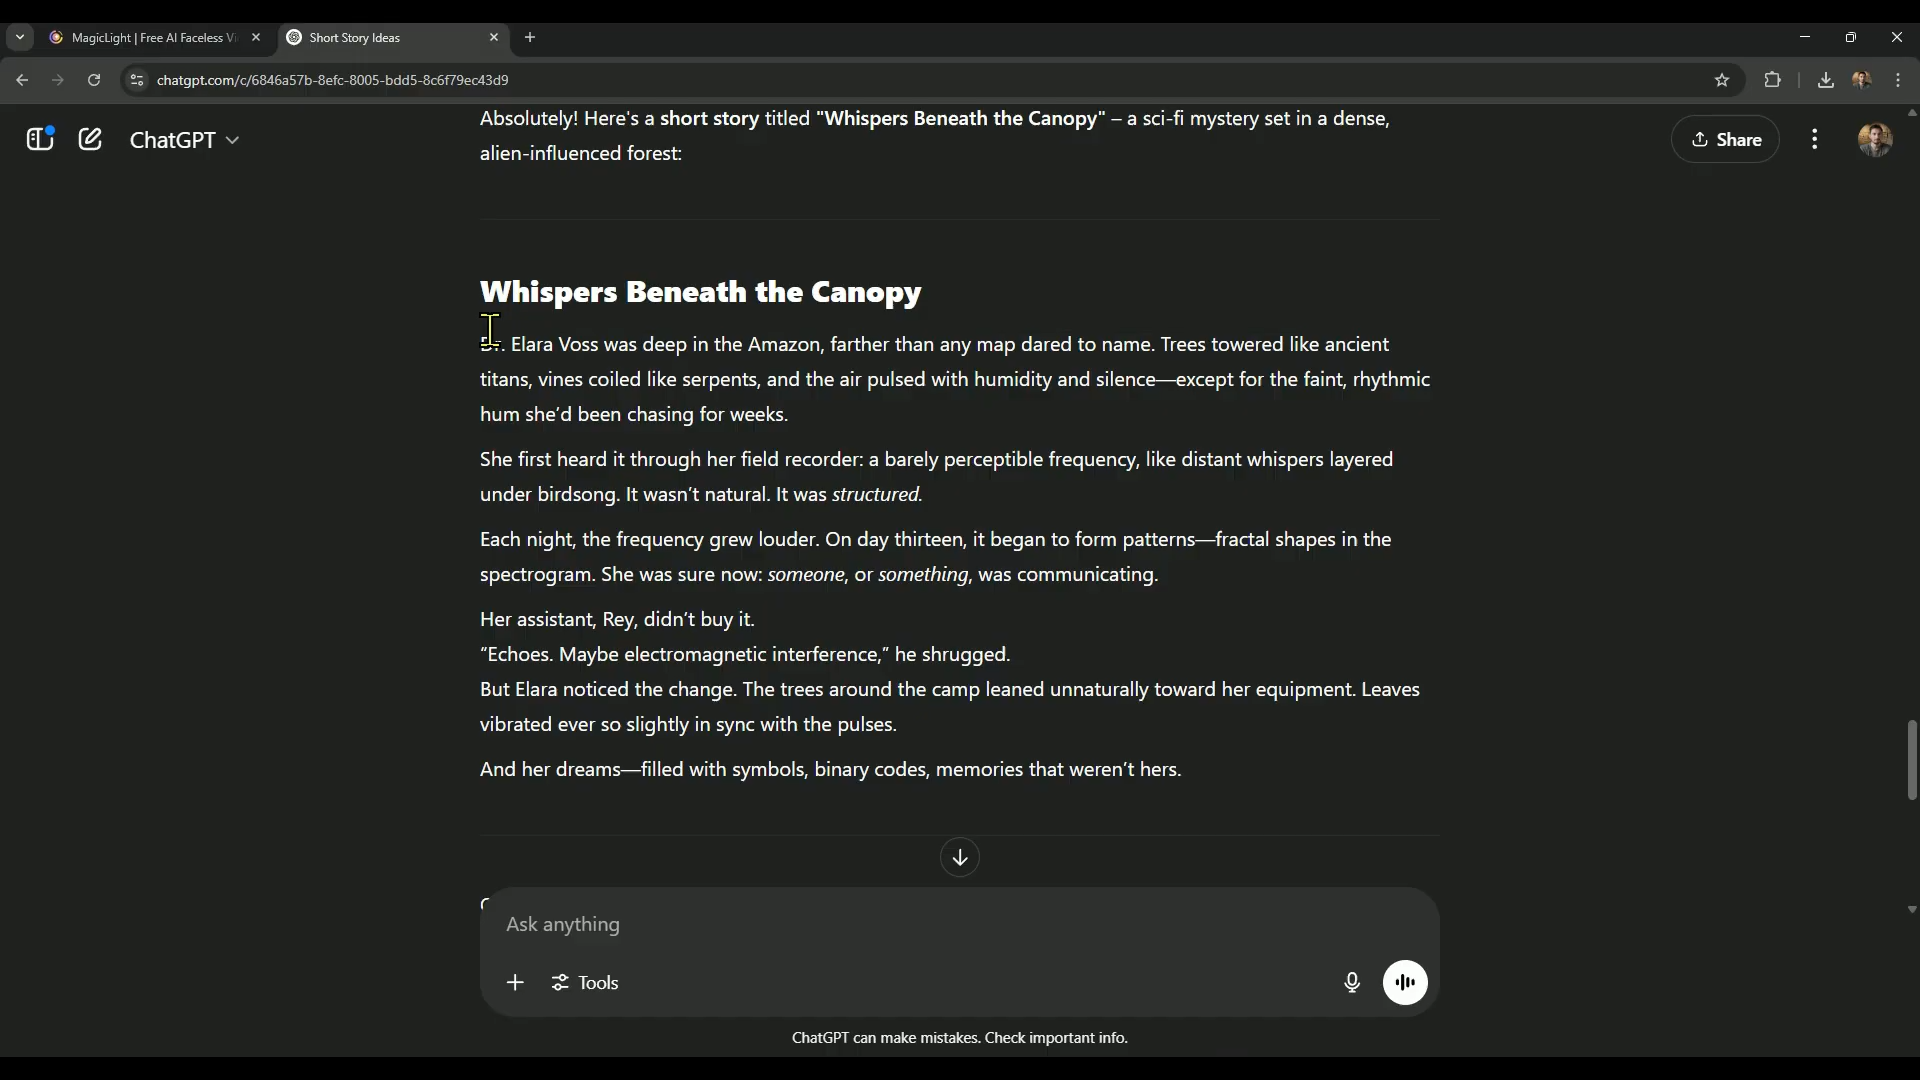 MagicLight | Free AI Faceless Vi
Short Story Ideas
chatgpt.com/c/6846a57b-8efc-8005-bdd5-8c6f79ec43d9
ChatGPT
Share
Absolutely! Here's a short story titled "Whispers Beneath the Canopy" – a sci-fi mystery set in a dense,
alien-influenced forest:
Whispers Beneath the Canopy
Dr. Elara Voss was deep in the Amazon, farther than any map dared to name. Trees towered like ancient
titans, vines coiled like serpents, and the air pulsed with humidity and silence—except for the faint, rhythmic
hum she’d been chasing for weeks.
She first heard it through her field recorder: a barely perceptible frequency, like distant whispers layered
under birdsong. It wasn’t natural. It was structured.
Each night, the frequency grew louder. On day thirteen, it began to form patterns—fractal shapes in the
spectrogram. She was sure now: someone, or something, was communicating.
Her assistant, Rey, didn’t buy it.
“Echoes. Maybe electromagnetic interference,” he shrugged.
But Elara noticed the change. The trees around the camp leaned unnaturally toward her equipment. Leaves
vibrated ever so slightly in sync with the pulses.
And her dreams—filled with symbols, binary codes, memories that weren’t hers.
Ask anything
Tools
ChatGPT can make mistakes. Check important info.